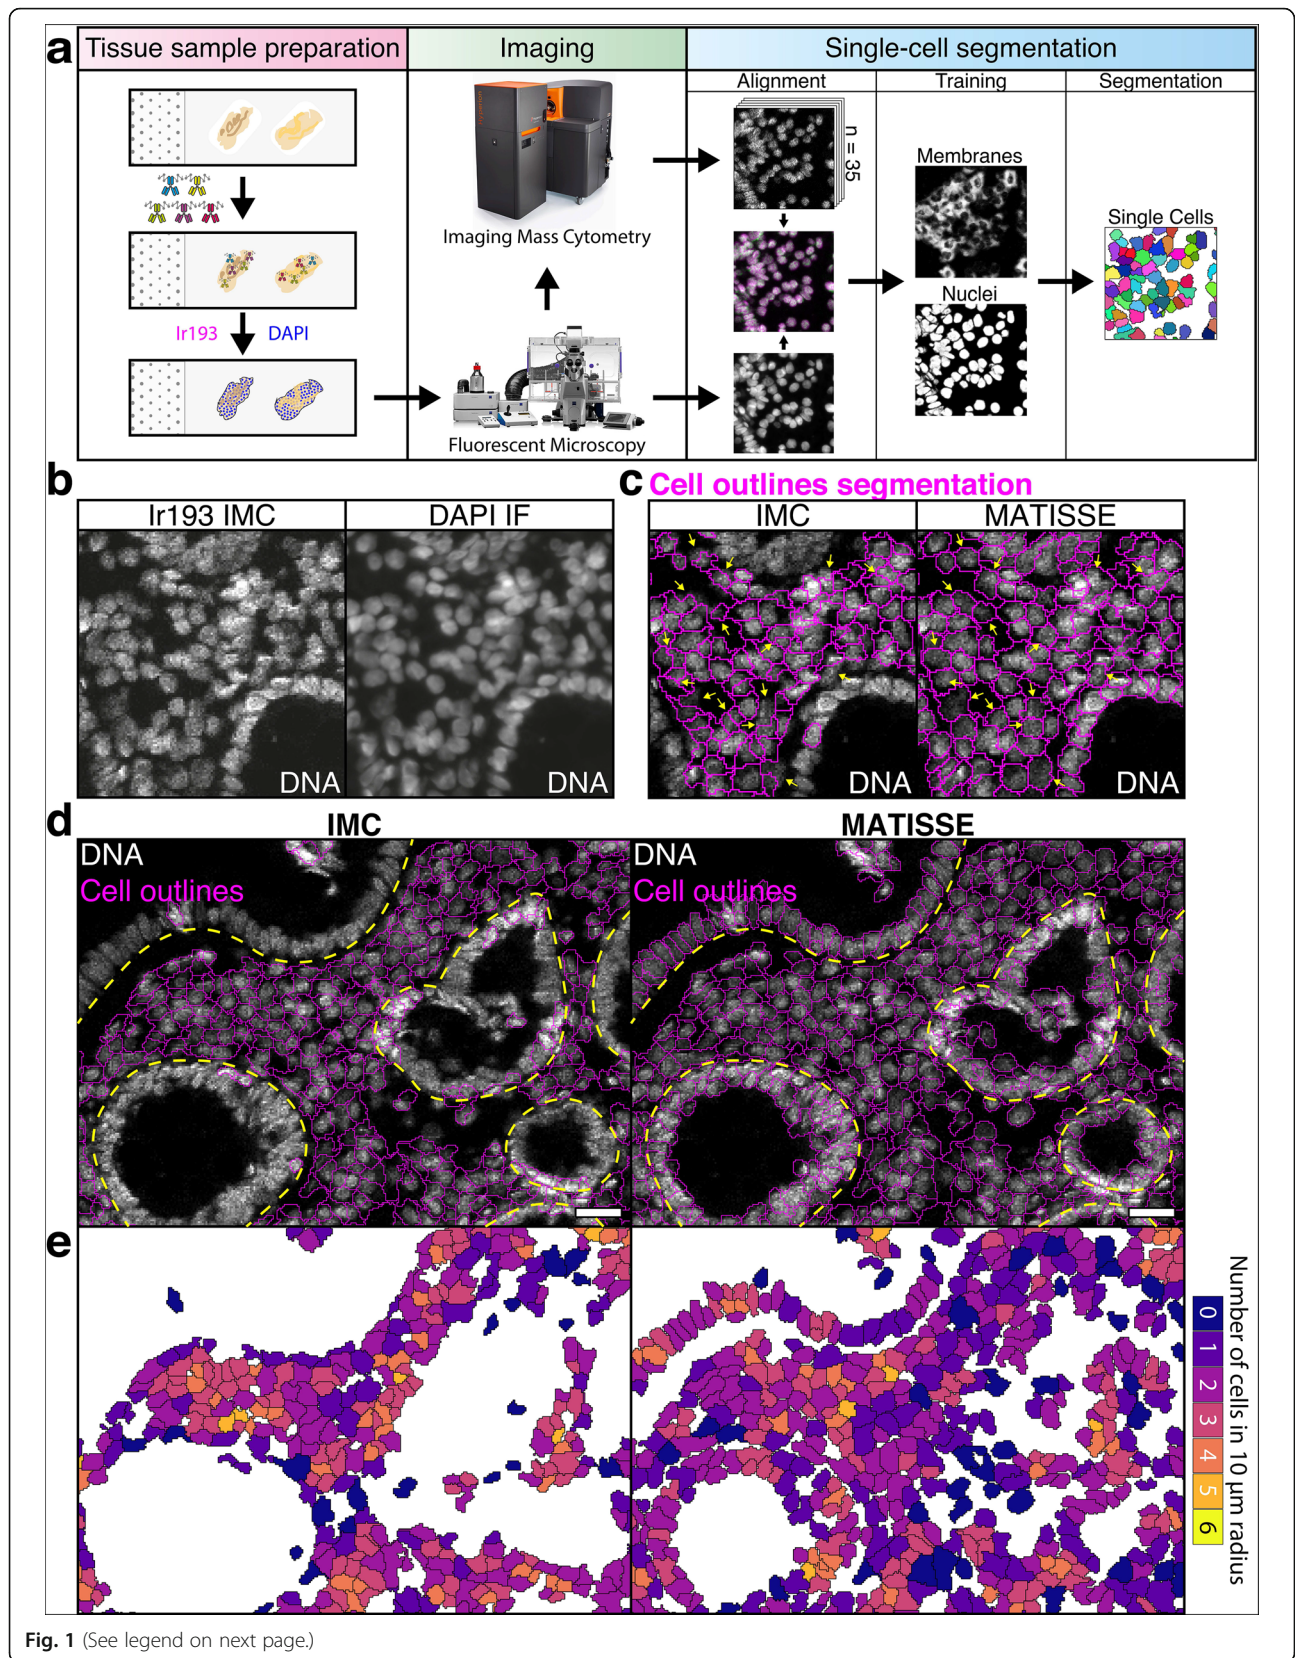 a
Tissue sample preparation
Imaging
Single-cell segmentation
Alignment
Training
Segmentation
n = 35
Membranes
Nuclei
Single Cells
Ir193
DAPI
Imaging Mass Cytometry
Fluorescent Microscopy
b
Ir193 IMC
DAPI IF
DNA
DNA
c
Cell outlines segmentation
IMC
MATISSE
DNA
DNA
d
IMC
MATISSE
DNA
Cell outlines
DNA
Cell outlines
e
Number of cells in 10 µm radius
0
1
2
3
4
5
6
Fig. 1 (See legend on next page.)